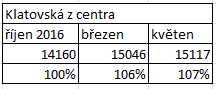 Klatovská z centra
říjen 2016 březen květen
14160 15046 15117
100% 106% 107%